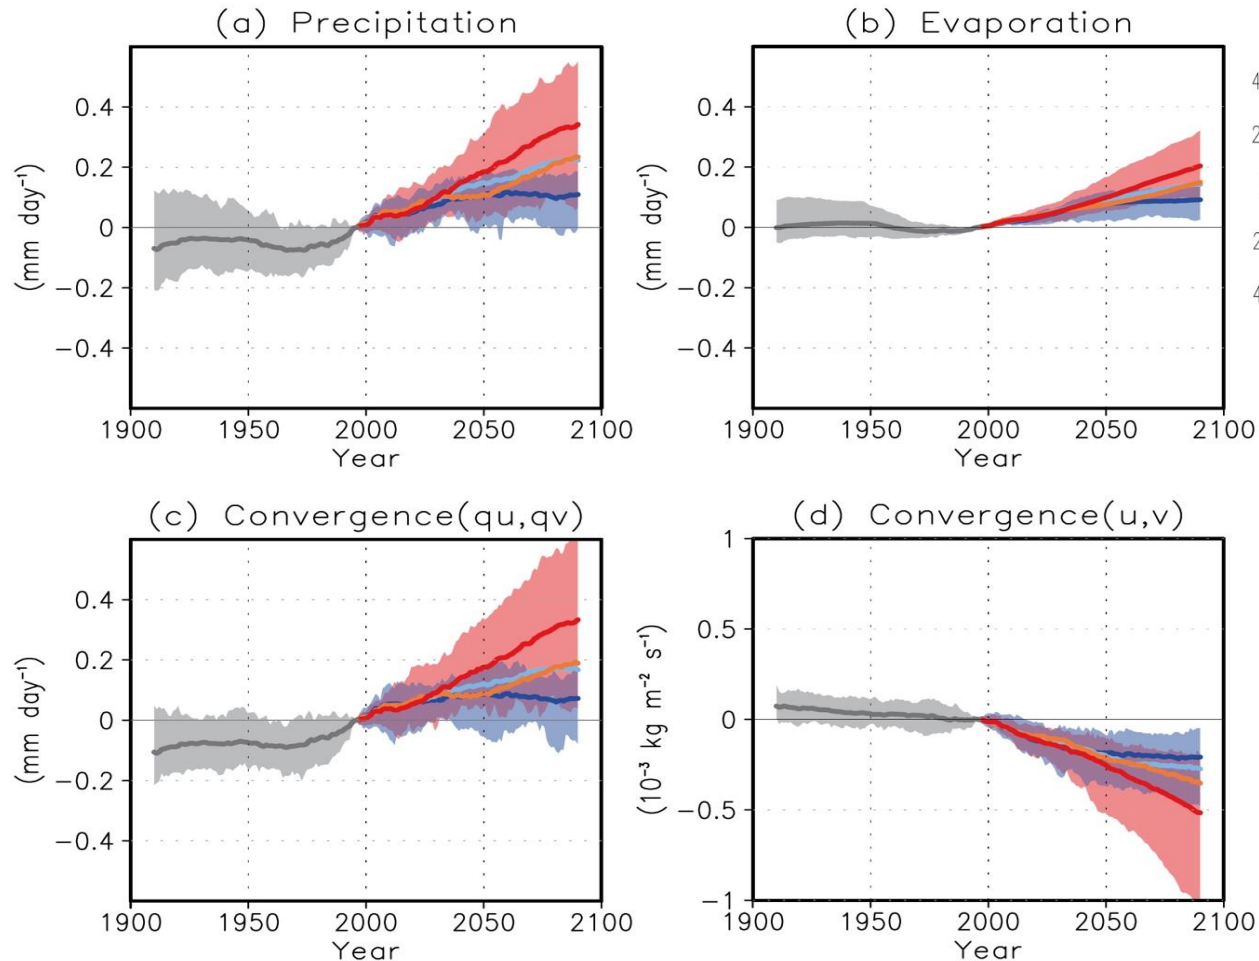 (a) Precipitation
(mm day⁻¹)
0.4
0.2
0
−0.2
−0.4
1900 1950 2000 2050 2100
Year
(b) Evaporation
(mm day⁻¹)
0.4
0.2
0
−0.2
−0.4
1900 1950 2000 2050 2100
Year
4
2
2
4
(c) Convergence(qu,qv)
(mm day⁻¹)
0.4
0.2
0
−0.2
−0.4
1900 1950 2000 2050 2100
Year
(d) Convergence(u,v)
(10⁻³ kg m⁻² s⁻¹)
1
0.5
0
−0.5
−1
1900 1950 2000 2050 2100
Year